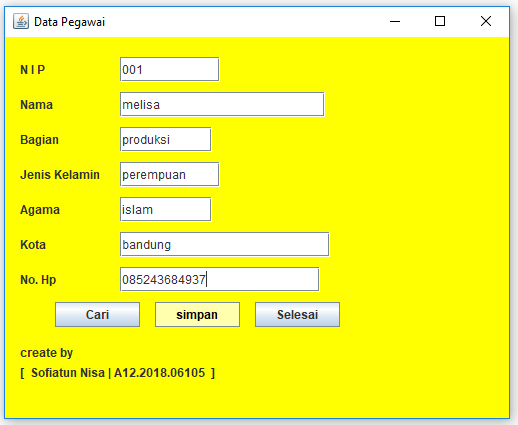 Data Pegawai
N I P 001
Nama melisa
Bagian produksi
Jenis Kelamin perempuan
Agama islam
Kota bandung
No. Hp 085243684937
Cari simpan Selesai
create by
[ Sofiatun Nisa | A12.2018.06105 ]